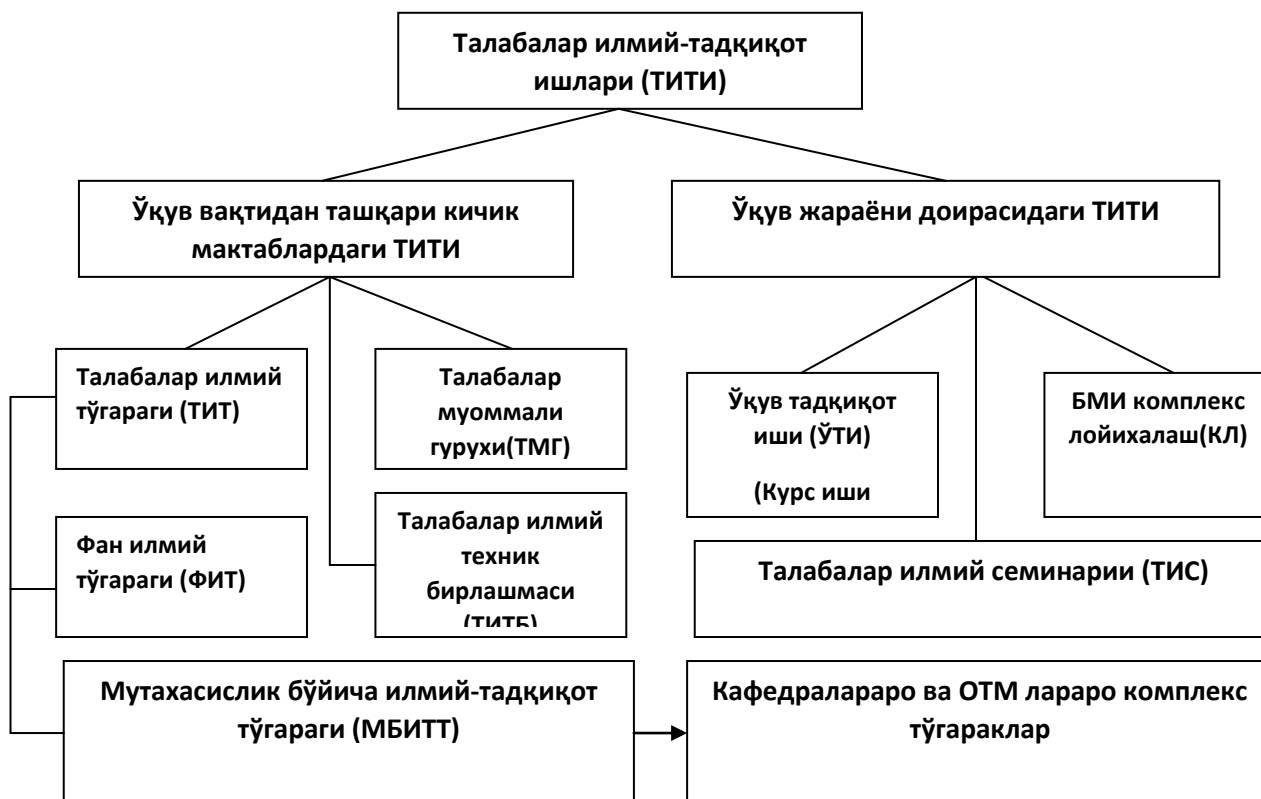 Талабалар илмий-тадқиқот
ишлари (ТИТИ)
Ўқув вақтидан ташқари кичик
мактаблардаги ТИТИ
Ўқув жараёни доирасидаги ТИТИ
Талабалар илмий
тўгараги (ТИТ)
Талабалар
муоммали
гурухи(ТМГ)
Ўқув тадқиқот
иши (ЎТИ)
(Курс иши
БМИ комплекс
лойихалаш(КЛ)
Фан илмий
тўгараги (ФИТ)
Талабалар илмий
техник
бирлашмаси
(ТИТБ)
Талабалар илмий семинарии (ТИС)
Мутахасислик бўйича илмий-тадқиқот
тўгараги (МБИТТ)
Кафедралараро ва ОТМ лараро комплекс
тўгараклар